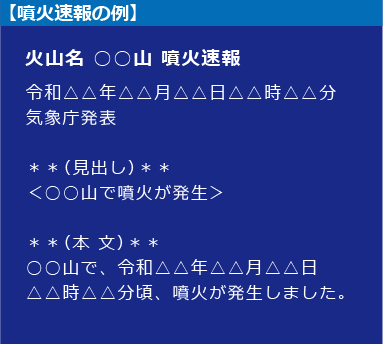 【噴火速報の例】
火山名 ○○山 噴火速報
令和△△年△△月△△日△△時△△分
気象庁発表
＊＊(見出し)＊＊
＜○○山で噴火が発生＞
＊＊(本 文)＊＊
○○山で、令和△△年△△月△△日
△△時△△分頃、噴火が発生しました。